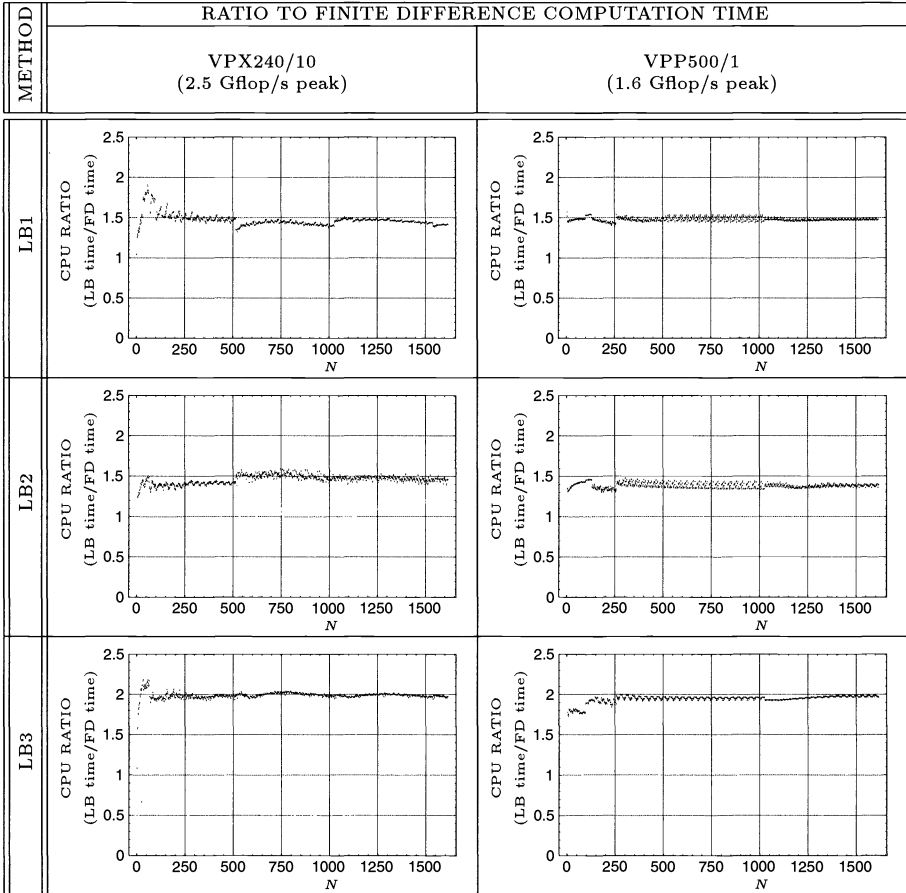 METHOD
RATIO TO FINITE DIFFERENCE COMPUTATION TIME
VPX240/10
(2.5 Gflop/s peak)
VPP500/1
(1.6 Gflop/s peak)
LB1
CPU RATIO
(LB time/FD time)
2.5
2
1.5
1
0.5
0
0 250 500 750 1000 1250 1500
N
CPU RATIO
(LB time/FD time)
2.5
2
1.5
1
0.5
0
0 250 500 750 1000 1250 1500
N
LB2
CPU RATIO
(LB time/FD time)
2.5
2
1.5
1
0.5
0
0 250 500 750 1000 1250 1500
N
CPU RATIO
(LB time/FD time)
2.5
2
1.5
1
0.5
0
0 250 500 750 1000 1250 1500
N
LB3
CPU RATIO
(LB time/FD time)
2.5
2
1.5
1
0.5
0
0 250 500 750 1000 1250 1500
N
CPU RATIO
(LB time/FD time)
2.5
2
1.5
1
0.5
0
0 250 500 750 1000 1250 1500
N